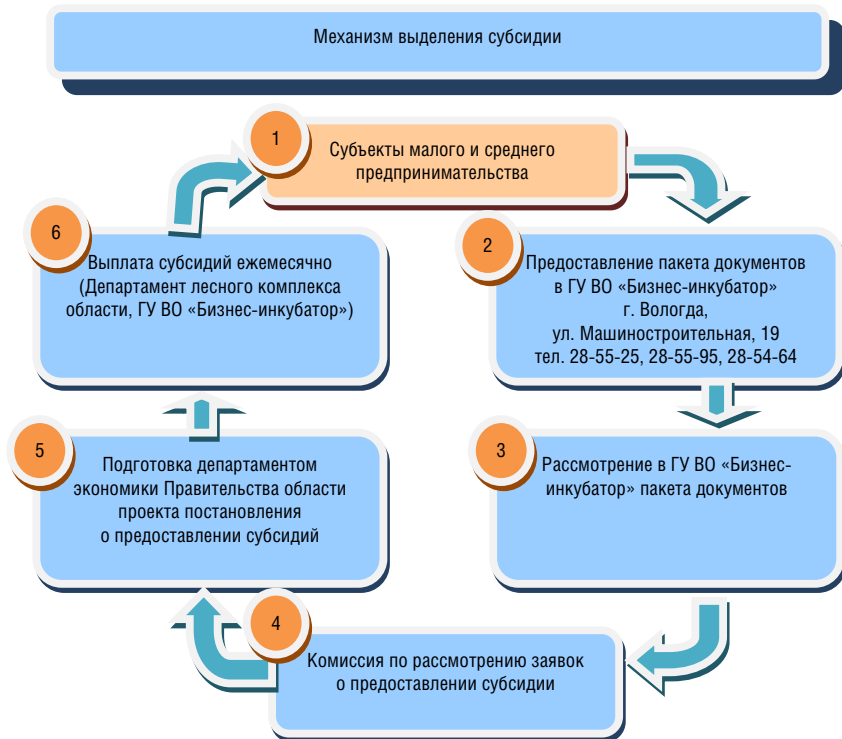 Механизм выделения субсидии
1
Субъекты малого и среднего
предпринимательства
2
Предоставление пакета документов
в ГУ ВО «Бизнес-инкубатор»
г. Вологда,
ул. Машиностроительная, 19
тел. 28-55-25, 28-55-95, 28-54-64
3
Рассмотрение в ГУ ВО «Бизнес-
инкубатор» пакета документов
4
Комиссия по рассмотрению заявок
о предоставлении субсидии
5
Подготовка департаментом
экономики Правительства области
проекта постановления
о предоставлении субсидий
6
Выплата субсидий ежемесячно
(Департамент лесного комплекса
области, ГУ ВО «Бизнес-инкубатор»)